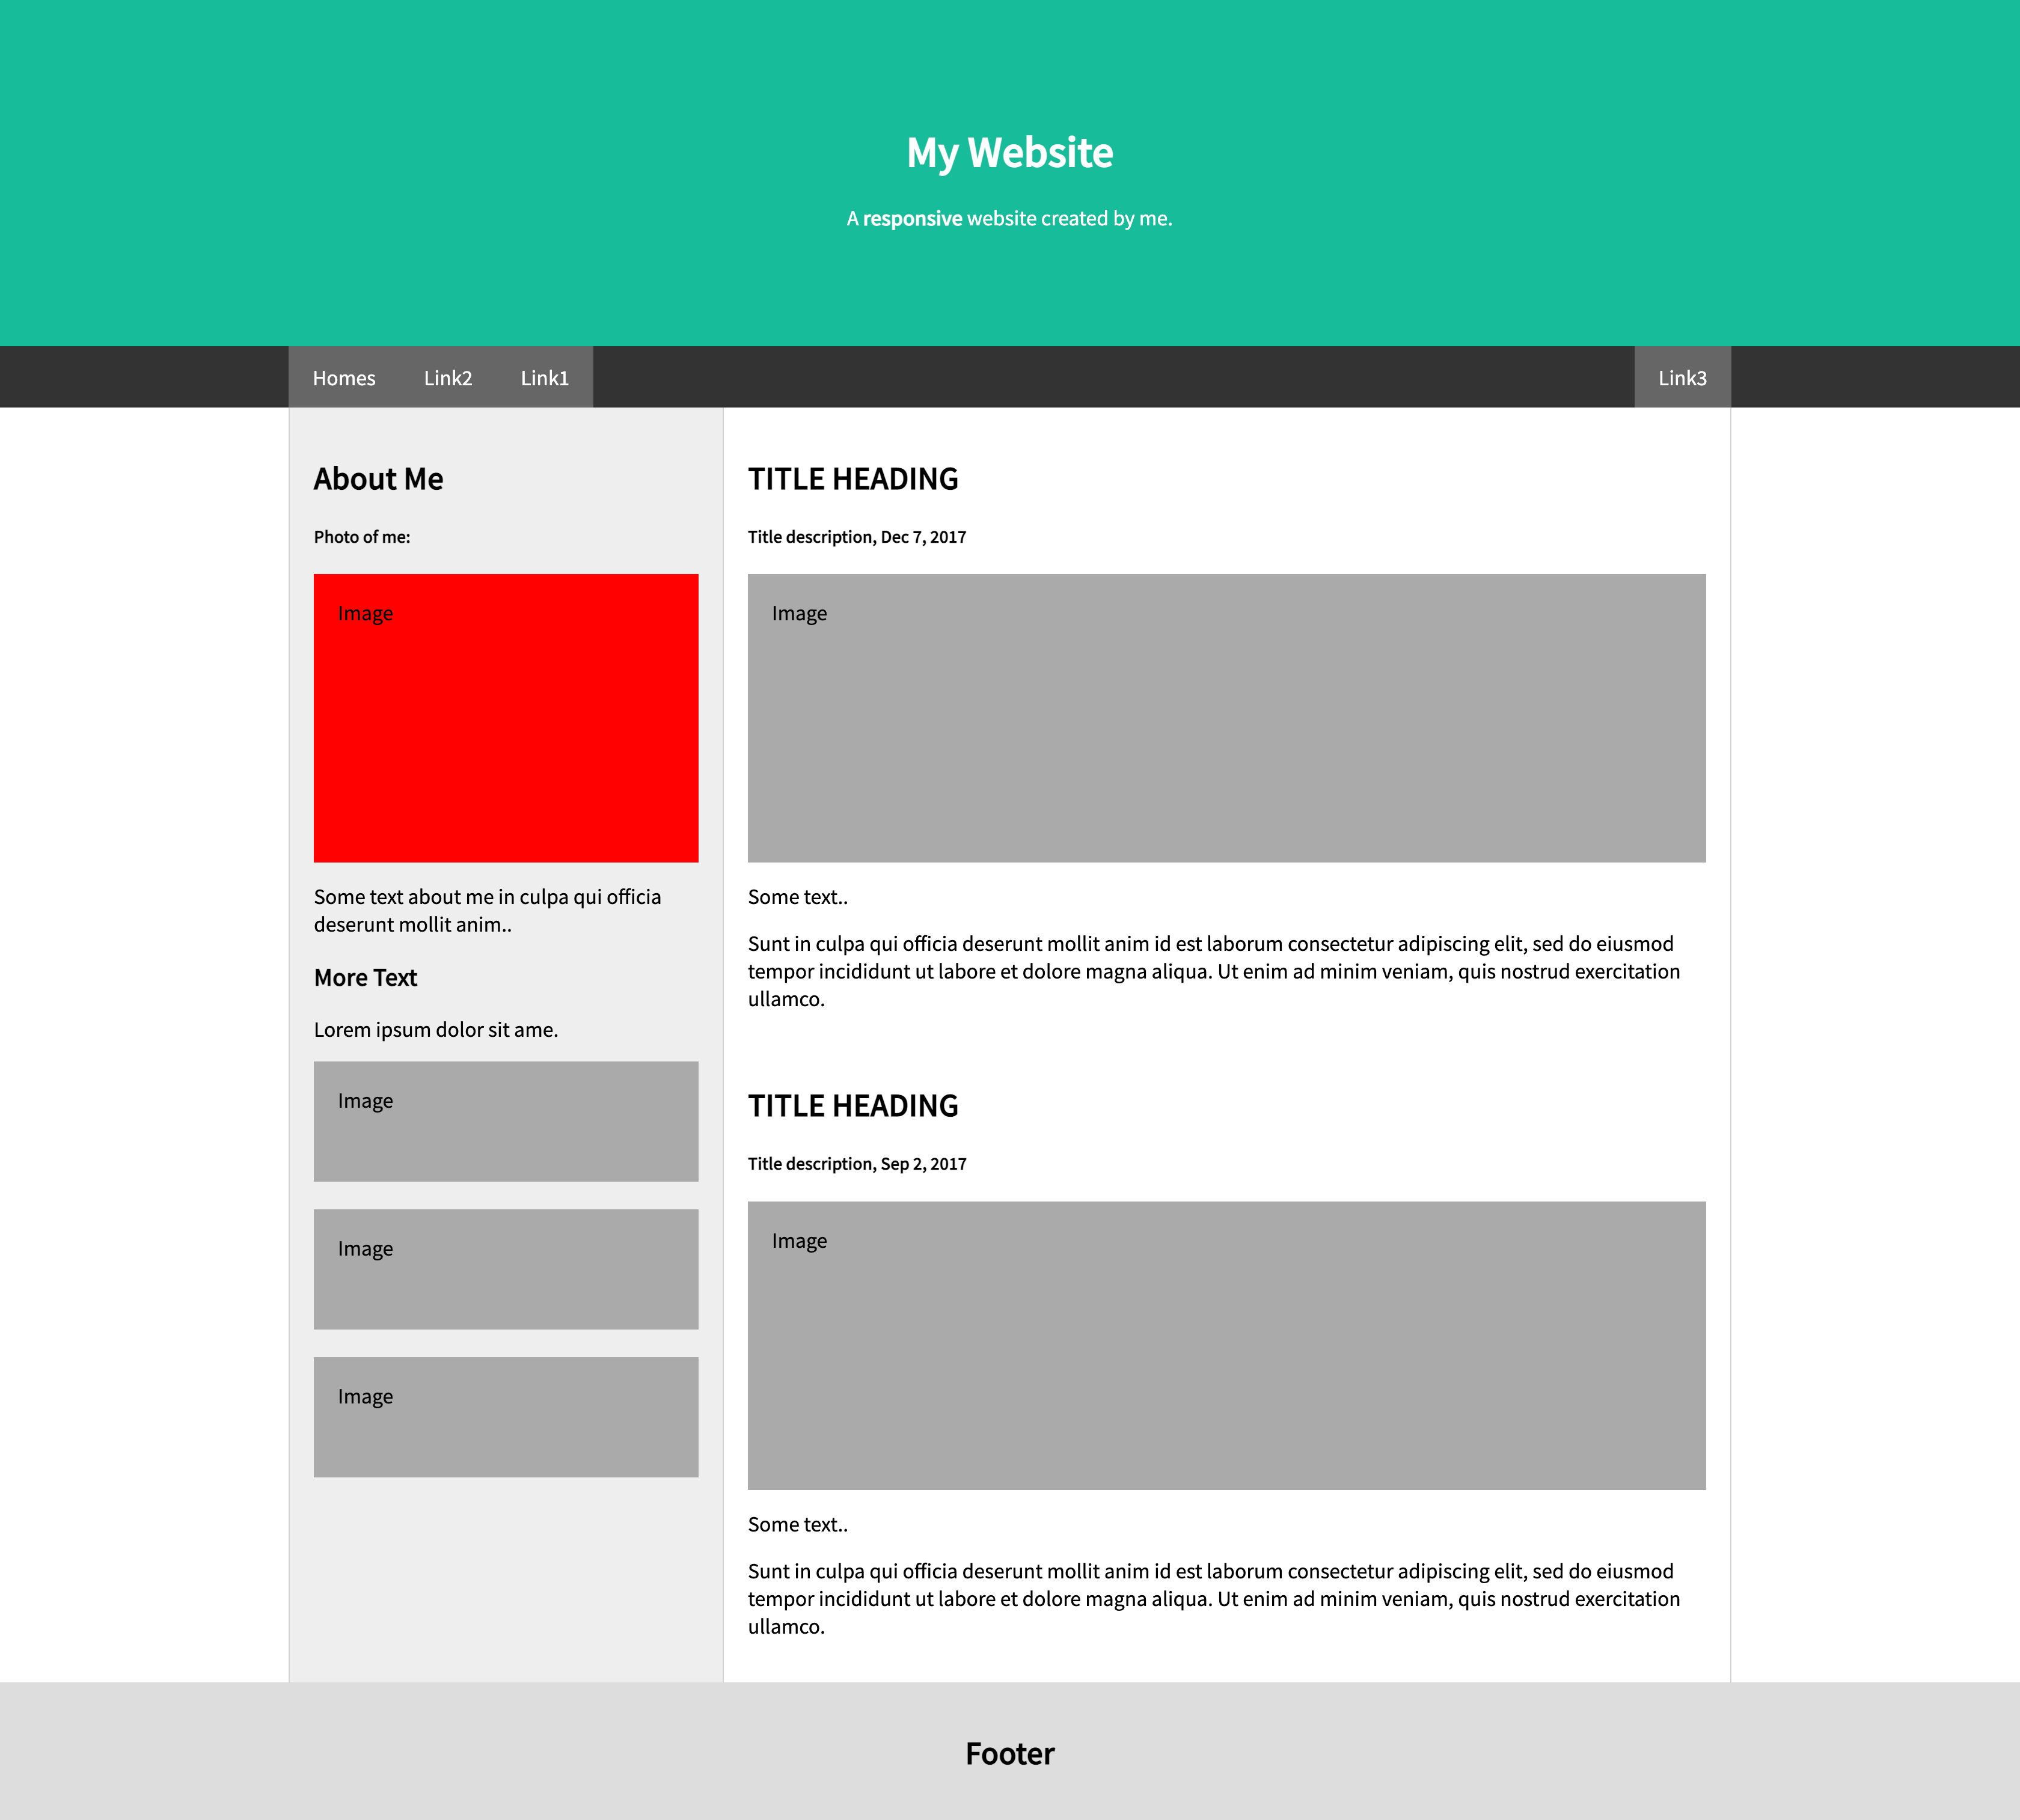 My Website
A responsive website created by me.
Homes
Link2
Link1
Link3
About Me
Photo of me:
Image
Some text about me in culpa qui officia
deserunt mollit anim..
More Text
Lorem ipsum dolor sit ame.
Image
Image
Image
TITLE HEADING
Title description, Dec 7, 2017
Image
Some text..
Sunt in culpa qui officia deserunt mollit anim id est laborum consectetur adipiscing elit, sed do eiusmod
tempor incididunt ut labore et dolore magna aliqua. Ut enim ad minim veniam, quis nostrud exercitation
ullamco.
TITLE HEADING
Title description, Sep 2, 2017
Image
Some text..
Sunt in culpa qui officia deserunt mollit anim id est laborum consectetur adipiscing elit, sed do eiusmod
tempor incididunt ut labore et dolore magna aliqua. Ut enim ad minim veniam, quis nostrud exercitation
ullamco.
Footer